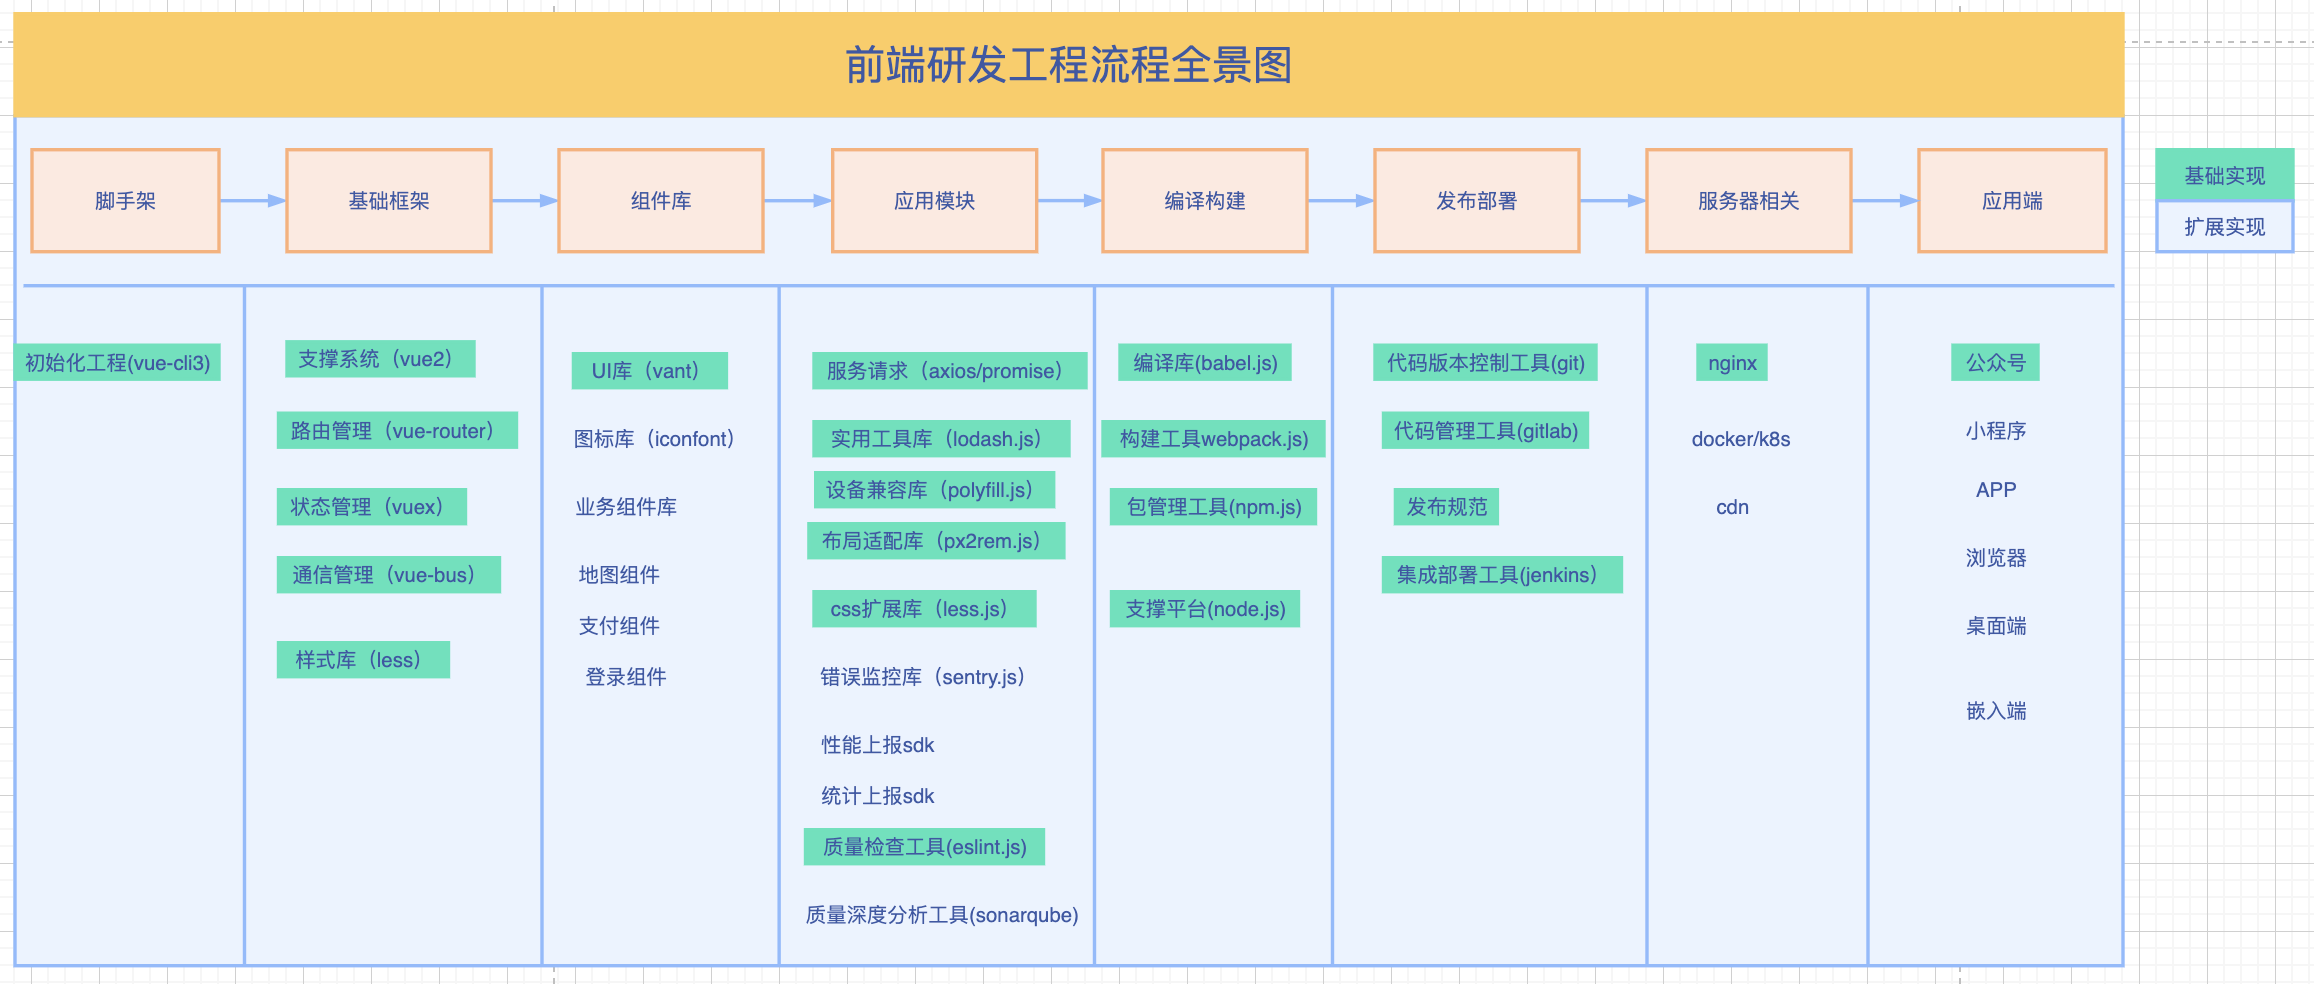 前端研发工程流程全景图
脚手架
基础框架
组件库
应用模块
编译构建
发布部署
服务器相关
应用端
基础实现
扩展实现
初始化工程(vue-cli3)
支撑系统（vue2）
路由管理（vue-router）
状态管理（vuex）
通信管理（vue-bus）
样式库（less）
UI库（vant）
图标库（iconfont）
业务组件库
地图组件
支付组件
登录组件
服务请求（axios/promise）
实用工具库（lodash.js）
设备兼容库（polyfill.js）
布局适配库（px2rem.js）
css扩展库（less.js）
错误监控库（sentry.js）
性能上报sdk
统计上报sdk
质量检查工具(eslint.js)
质量深度分析工具(sonarqube)
编译库(babel.js)
构建工具webpack.js)
包管理工具(npm.js)
支撑平台(node.js)
代码版本控制工具(git)
代码管理工具(gitlab)
发布规范
集成部署工具(jenkins）
nginx
docker/k8s
cdn
公众号
小程序
APP
浏览器
桌面端
嵌入端